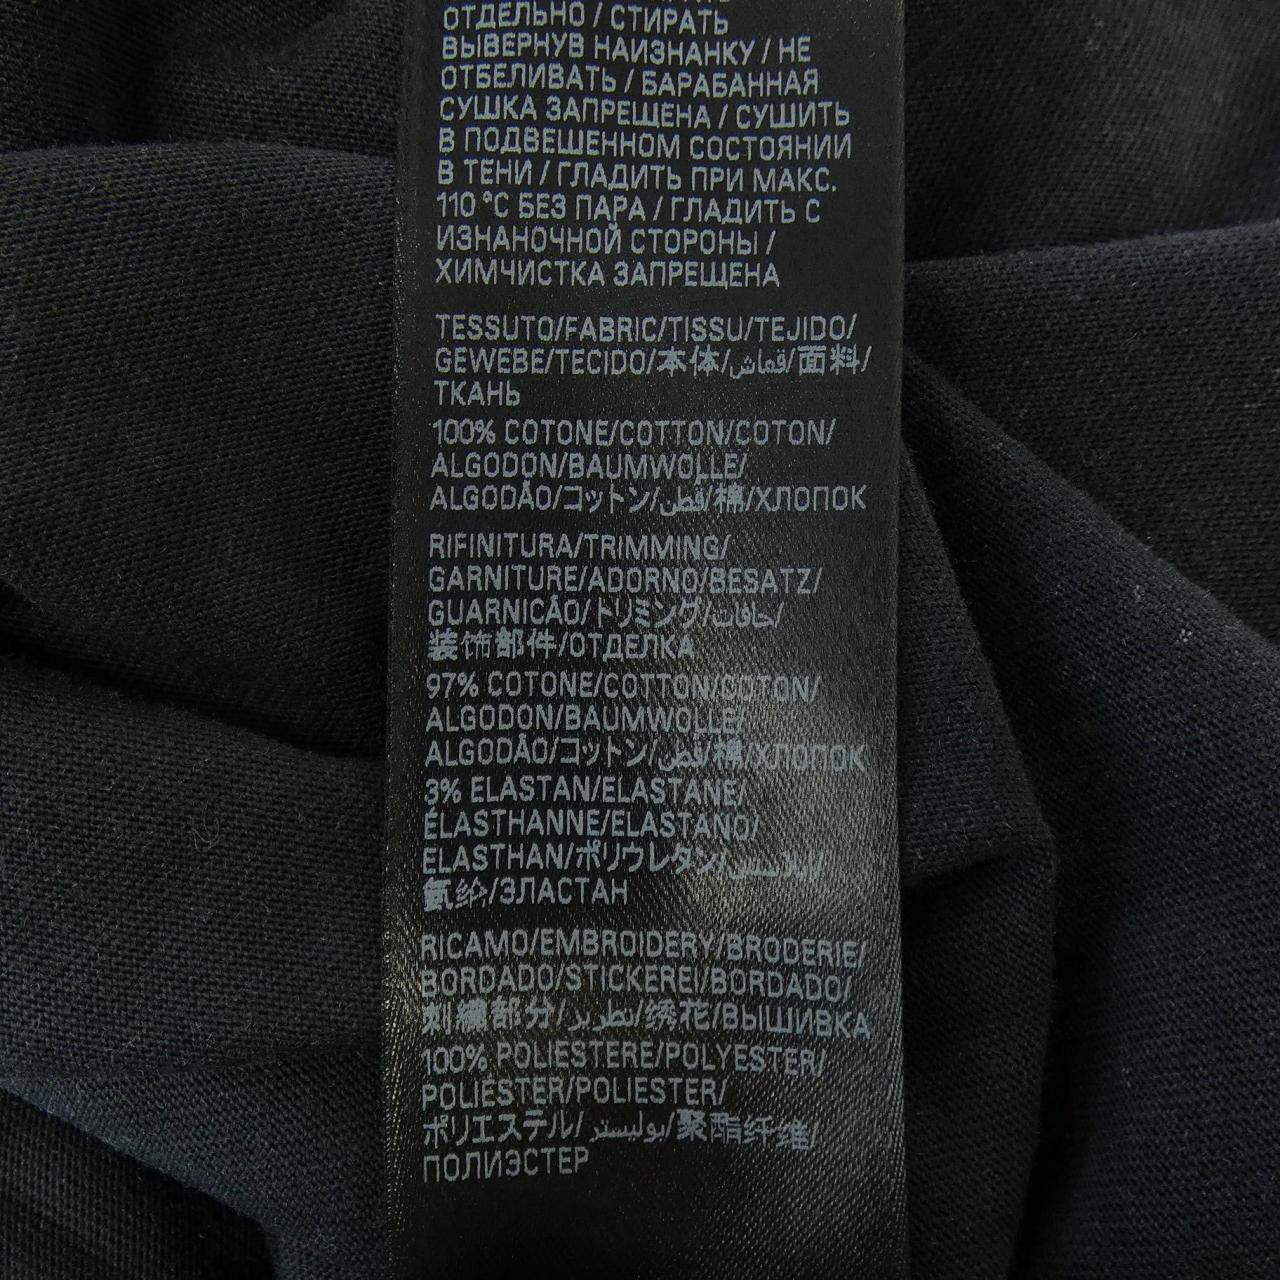 ОТДЕЛЬНО / СТИРАТЬ
ВЫВЕРНУВ НАИЗНАНКУ / НЕ
ОТБЕЛИВАТЬ / БАРАБАННАЯ
СУШКА ЗАПРЕЩЕНА / СУШИТЬ
В ПОДВЕШЕННОМ СОСТОЯНИИ
В ТЕНИ / ГЛАДИТЬ ПРИ МАКС.
110 °C БЕЗ ПАРА / ГЛАДИТЬ С
ИЗНАНОЧНОЙ СТОРОНЫ /
ХИМЧИСТКА ЗАПРЕЩЕНА
TESSUTO/FABRIC/TISSU/TEJIDO/
GEWEBE/TECIDO/本体/قماش/面料/
ТКАНЬ
100% COTONE/COTTON/COTON/
ALGODON/BAUMWOLLE/
ALGODÃO/コットン/قطن/棉/ХЛОПОК
RIFINITURA/TRIMMING/
GARNITURE/ADORNO/BESATZ/
GUARNICÃO/トリミング/حافات/
装饰部件/ОТДЕЛКА
97% COTONE/COTTON/COTON/
ALGODON/BAUMWOLLE/
ALGODÃO/コットン/قطن/棉/ХЛОПОК
3% ELASTAN/ELASTANE/
ÉLASTHANNE/ELASTANO/
ELASTHAN/ポリウレタン/إيلاستين/
氨纶/ЭЛАСТАН
RICAMO/EMBROIDERY/BRODERIE/
BORDADO/STICKEREI/BORDADO/
刺繍部分/تطريز/绣花/ВЫШИВКА
100% POLIESTERE/POLYESTER/
POLIESTER/POLIESTER/
ポリエステル/بوليستر/聚酯纤维/
ПОЛИЭСТЕР